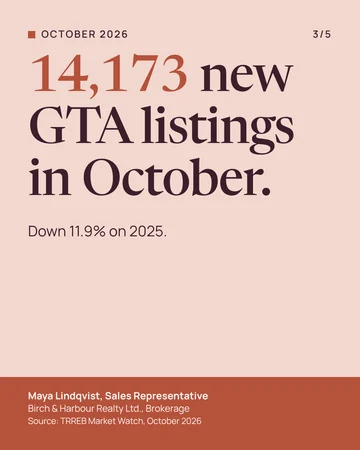 OCTOBER 2026
3/5
14,173 new
GTA listings
in October.
Down 11.9% on 2025.
Maya Lindqvist, Sales Representative
Birch & Harbour Realty Ltd., Brokerage
Source: TRREB Market Watch, October 2026